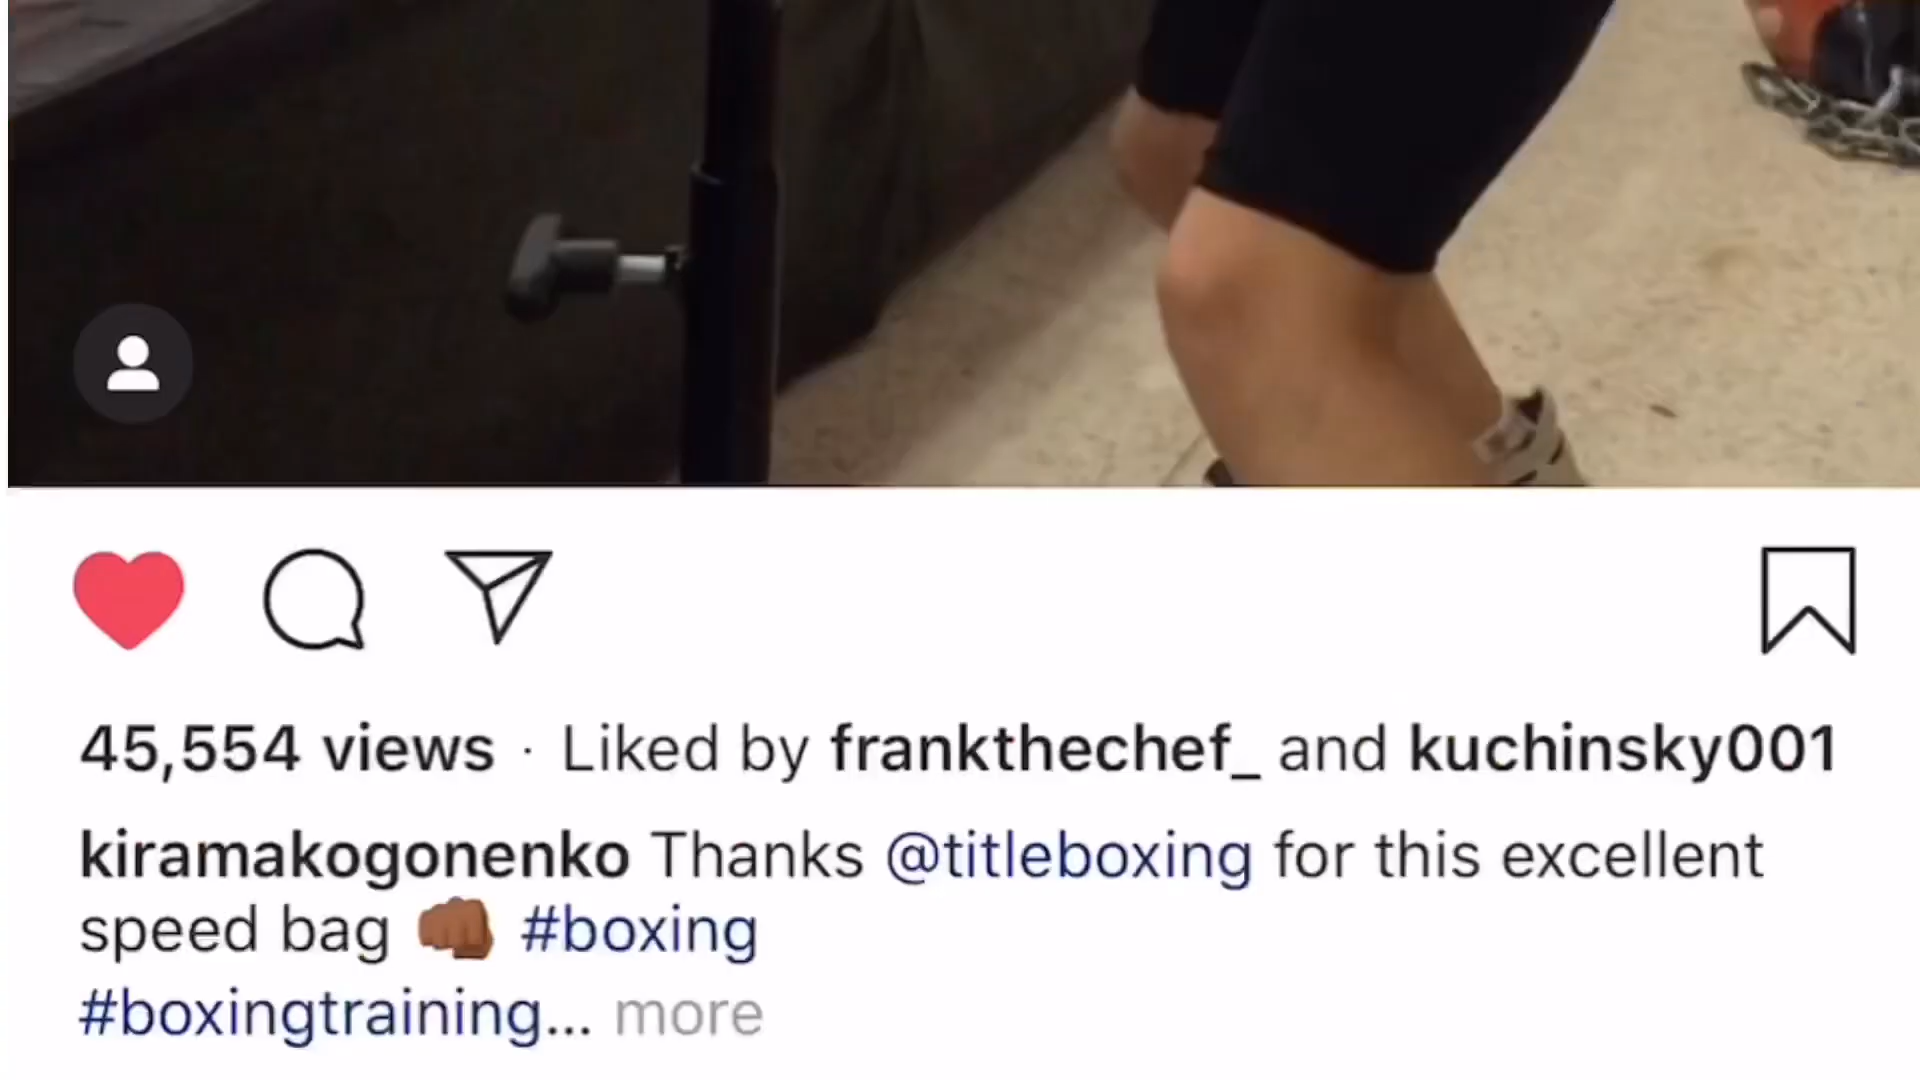 45,554 views · Liked by frankthechef_ and kuchinsky001
kiramakogonenko Thanks @titleboxing for this excellent
speed bag 👊🏾 #boxing
#boxingtraining... more